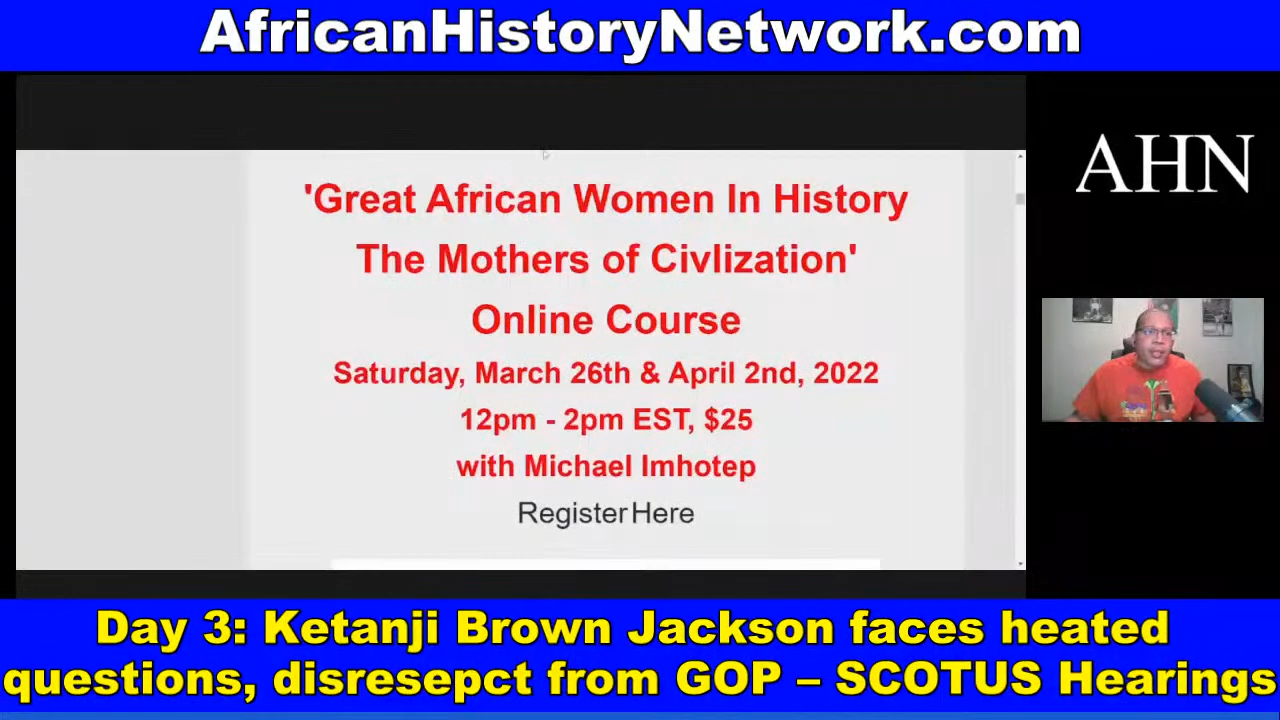 AfricanHistoryNetwork.com
AHN
'Great African Women In History
The Mothers of Civlization'
Online Course
Saturday, March 26th & April 2nd, 2022
12pm - 2pm EST, $25
with Michael Imhotep
Register Here
Day 3: Ketanji Brown Jackson faces heated
questions, disresepct from GOP – SCOTUS Hearings